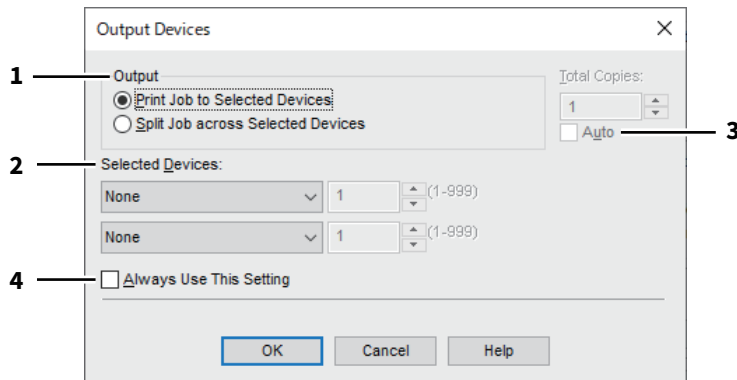 Output Devices
1
Output
Total Copies:
Print Job to Selected Devices
1
Split Job across Selected Devices
Auto
3
2
Selected Devices:
None
1
(1-999)
None
1
(1-999)
4
Always Use This Setting
OK
Cancel
Help